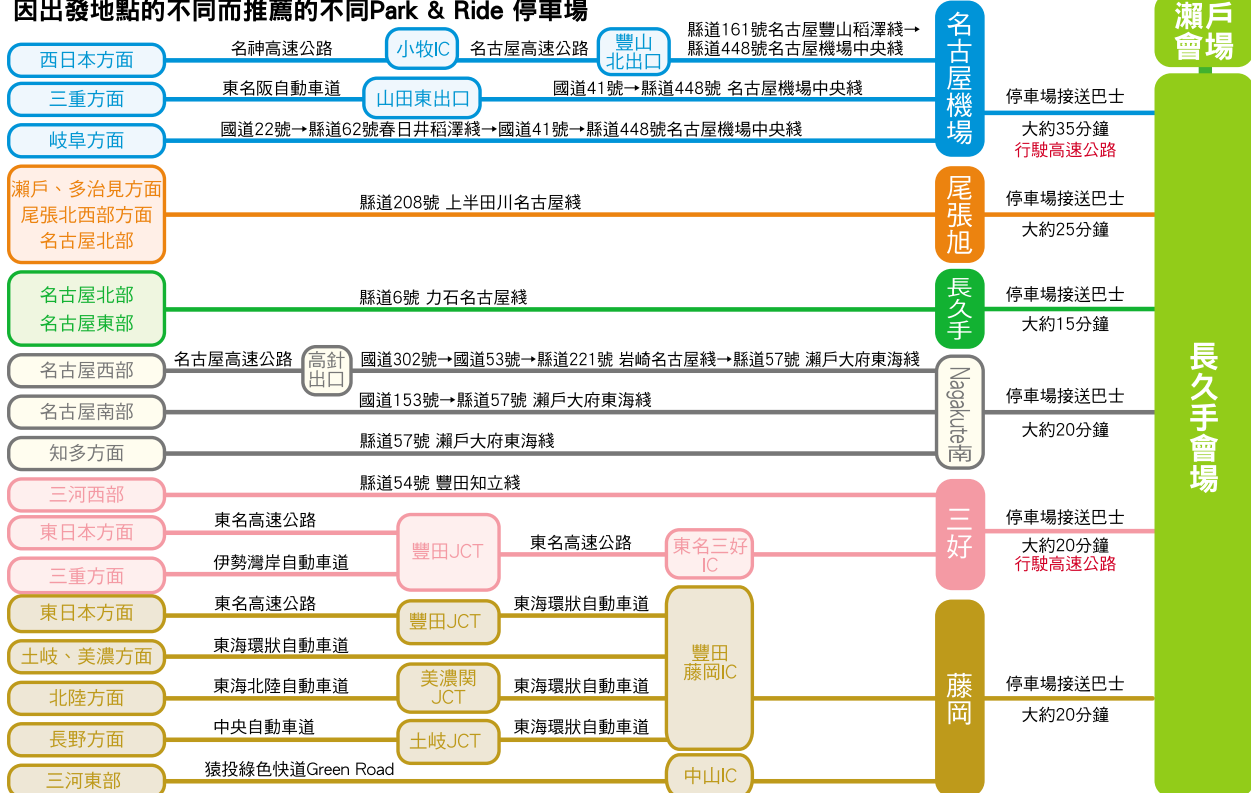 因出發地點的不同而推薦的不同Park & Ride 停車場
西日本方面
名神高速公路
小牧IC
名古屋高速公路
豐山
北出口
縣道161號名古屋豐山稻澤綫→
縣道448號名古屋機場中央綫
三重方面
東名阪自動車道
山田東出口
國道41號→縣道448號 名古屋機場中央綫
岐阜方面
國道22號→縣道62號春日井稻澤綫→國道41號→縣道448號名古屋機場中央綫
名古屋機場
停車場接送巴士
大約35分鐘
行駛高速公路
瀨戶、多治見方面
尾張北西部方面
名古屋北部
縣道208號 上半田川名古屋綫
尾張旭
停車場接送巴士
大約25分鐘
名古屋北部
名古屋東部
縣道6號 力石名古屋綫
長久手
停車場接送巴士
大約15分鐘
名古屋西部
名古屋高速公路
高針
出口
國道302號→國道53號→縣道221號 岩崎名古屋綫→縣道57號 瀨戶大府東海綫
名古屋南部
國道153號→縣道57號 瀨戶大府東海綫
知多方面
縣道57號 瀨戶大府東海綫
Nagakute南
停車場接送巴士
大約20分鐘
三河西部
縣道54號 豐田知立綫
東日本方面
東名高速公路
三重方面
伊勢灣岸自動車道
豐田JCT
東名高速公路
東名三好
IC
三好
停車場接送巴士
大約20分鐘
行駛高速公路
東日本方面
東名高速公路
豐田JCT
東海環狀自動車道
土岐、美濃方面
東海環狀自動車道
北陸方面
東海北陸自動車道
美濃関
JCT
東海環狀自動車道
長野方面
中央自動車道
土岐JCT
東海環狀自動車道
豐田
藤岡IC
三河東部
猿投綠色快道Green Road
中山IC
藤岡
停車場接送巴士
大約20分鐘
瀨戶
會場
長久手會場